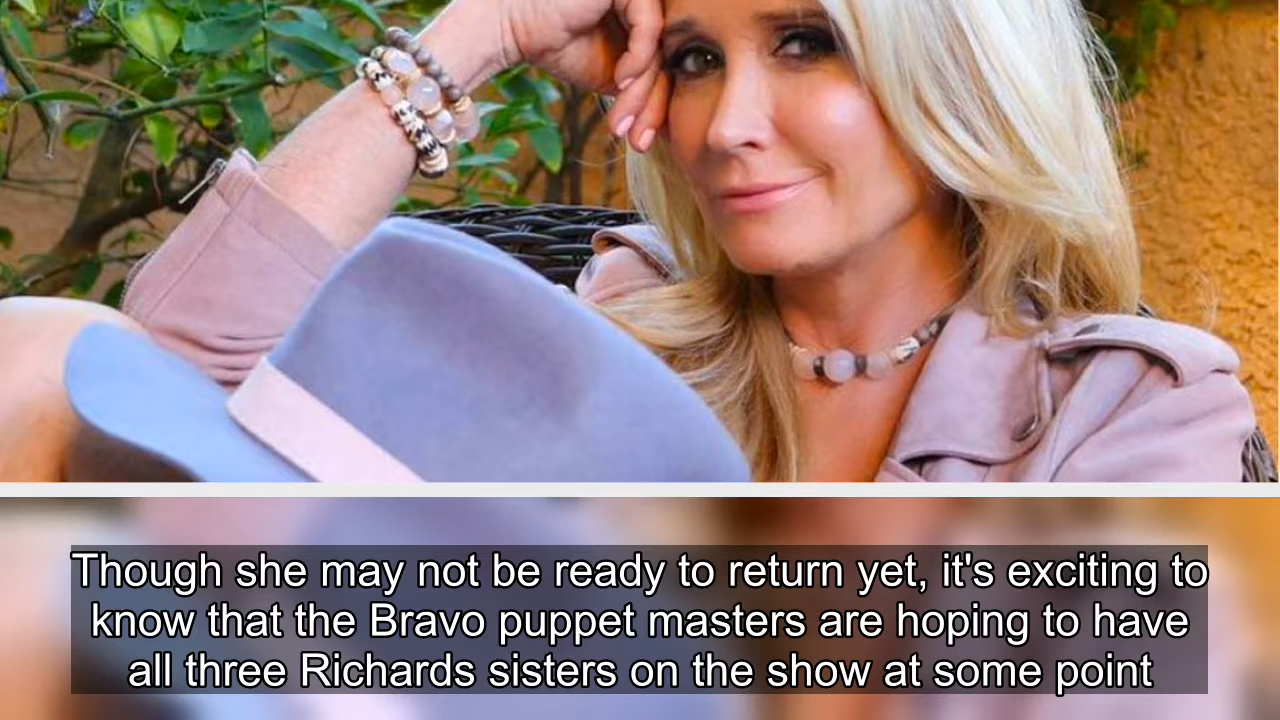 Though she may not be ready to return yet, it's exciting to
know that the Bravo puppet masters are hoping to have
all three Richards sisters on the show at some point